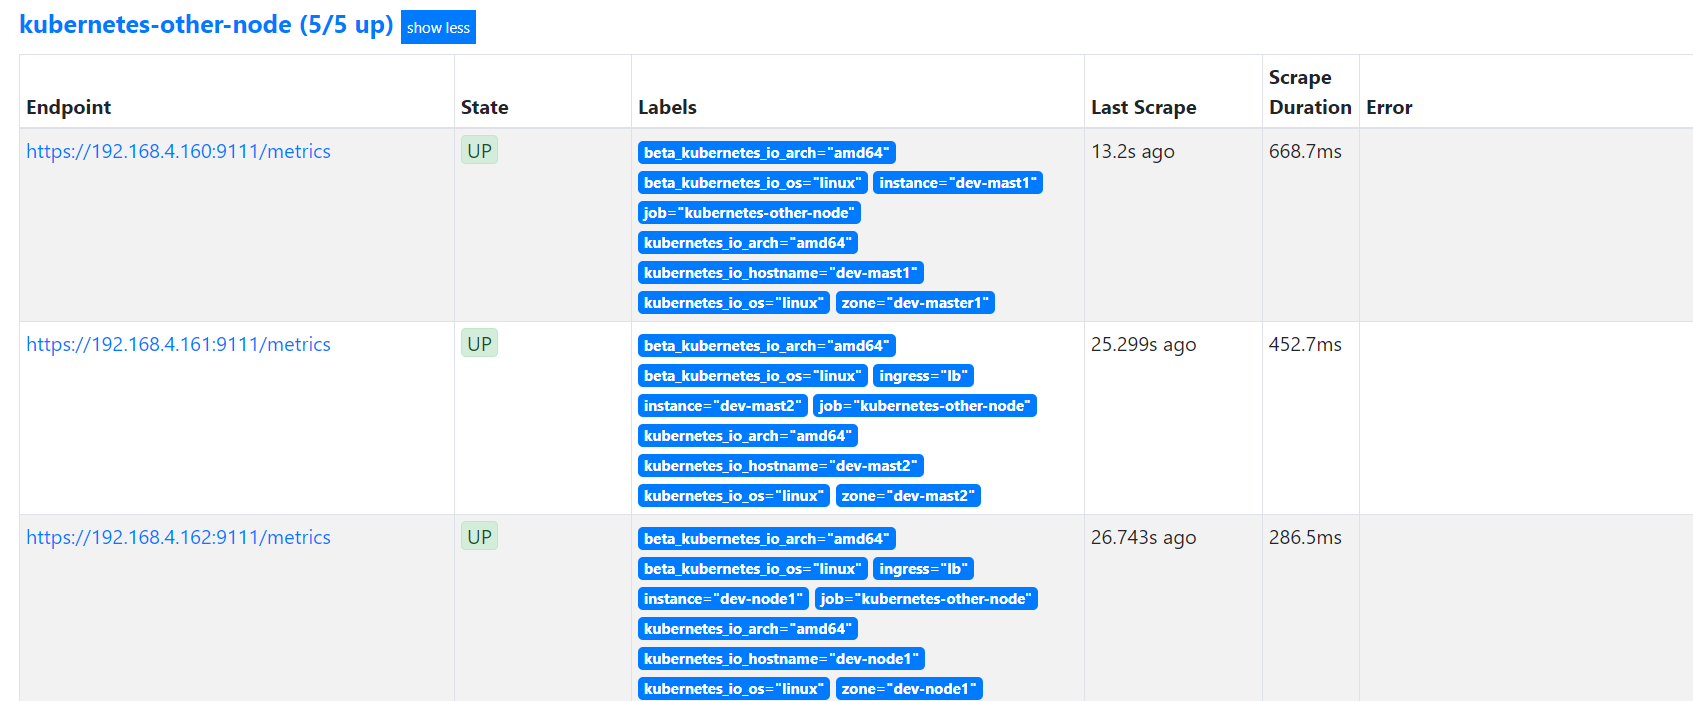 kubernetes-other-node (5/5 up) show less
Endpoint State Labels Last Scrape Scrape Duration Error
https://192.168.4.160:9111/metrics UP beta_kubernetes_io_arch="amd64" 13.2s ago 668.7ms
beta_kubernetes_io_os="linux" instance="dev-mast1"
job="kubernetes-other-node"
kubernetes_io_arch="amd64"
kubernetes_io_hostname="dev-mast1"
kubernetes_io_os="linux" zone="dev-master1"
https://192.168.4.161:9111/metrics UP beta_kubernetes_io_arch="amd64" 25.299s ago 452.7ms
beta_kubernetes_io_os="linux" ingress="lb"
instance="dev-mast2" job="kubernetes-other-node"
kubernetes_io_arch="amd64"
kubernetes_io_hostname="dev-mast2"
kubernetes_io_os="linux" zone="dev-mast2"
https://192.168.4.162:9111/metrics UP beta_kubernetes_io_arch="amd64" 26.743s ago 286.5ms
beta_kubernetes_io_os="linux" ingress="lb"
instance="dev-node1" job="kubernetes-other-node"
kubernetes_io_arch="amd64"
kubernetes_io_hostname="dev-node1"
kubernetes_io_os="linux" zone="dev-node1"